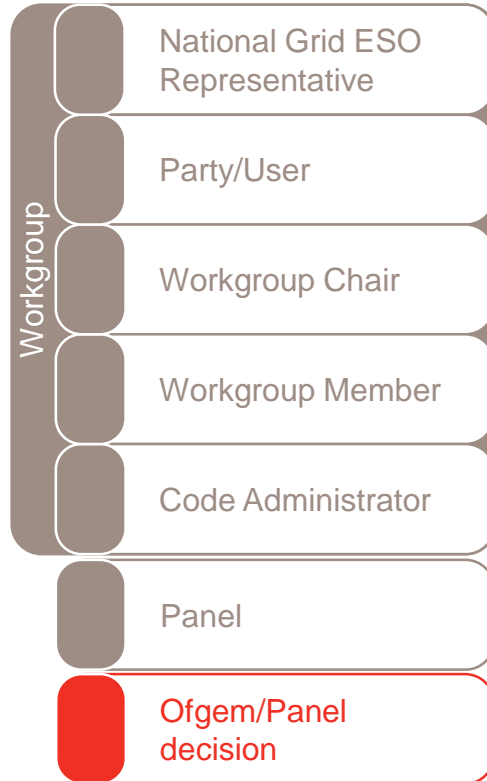 Workgroup
National Grid ESO
Representative
Party/User
Workgroup Chair
Workgroup Member
Code Administrator
Panel
Ofgem/Panel
decision